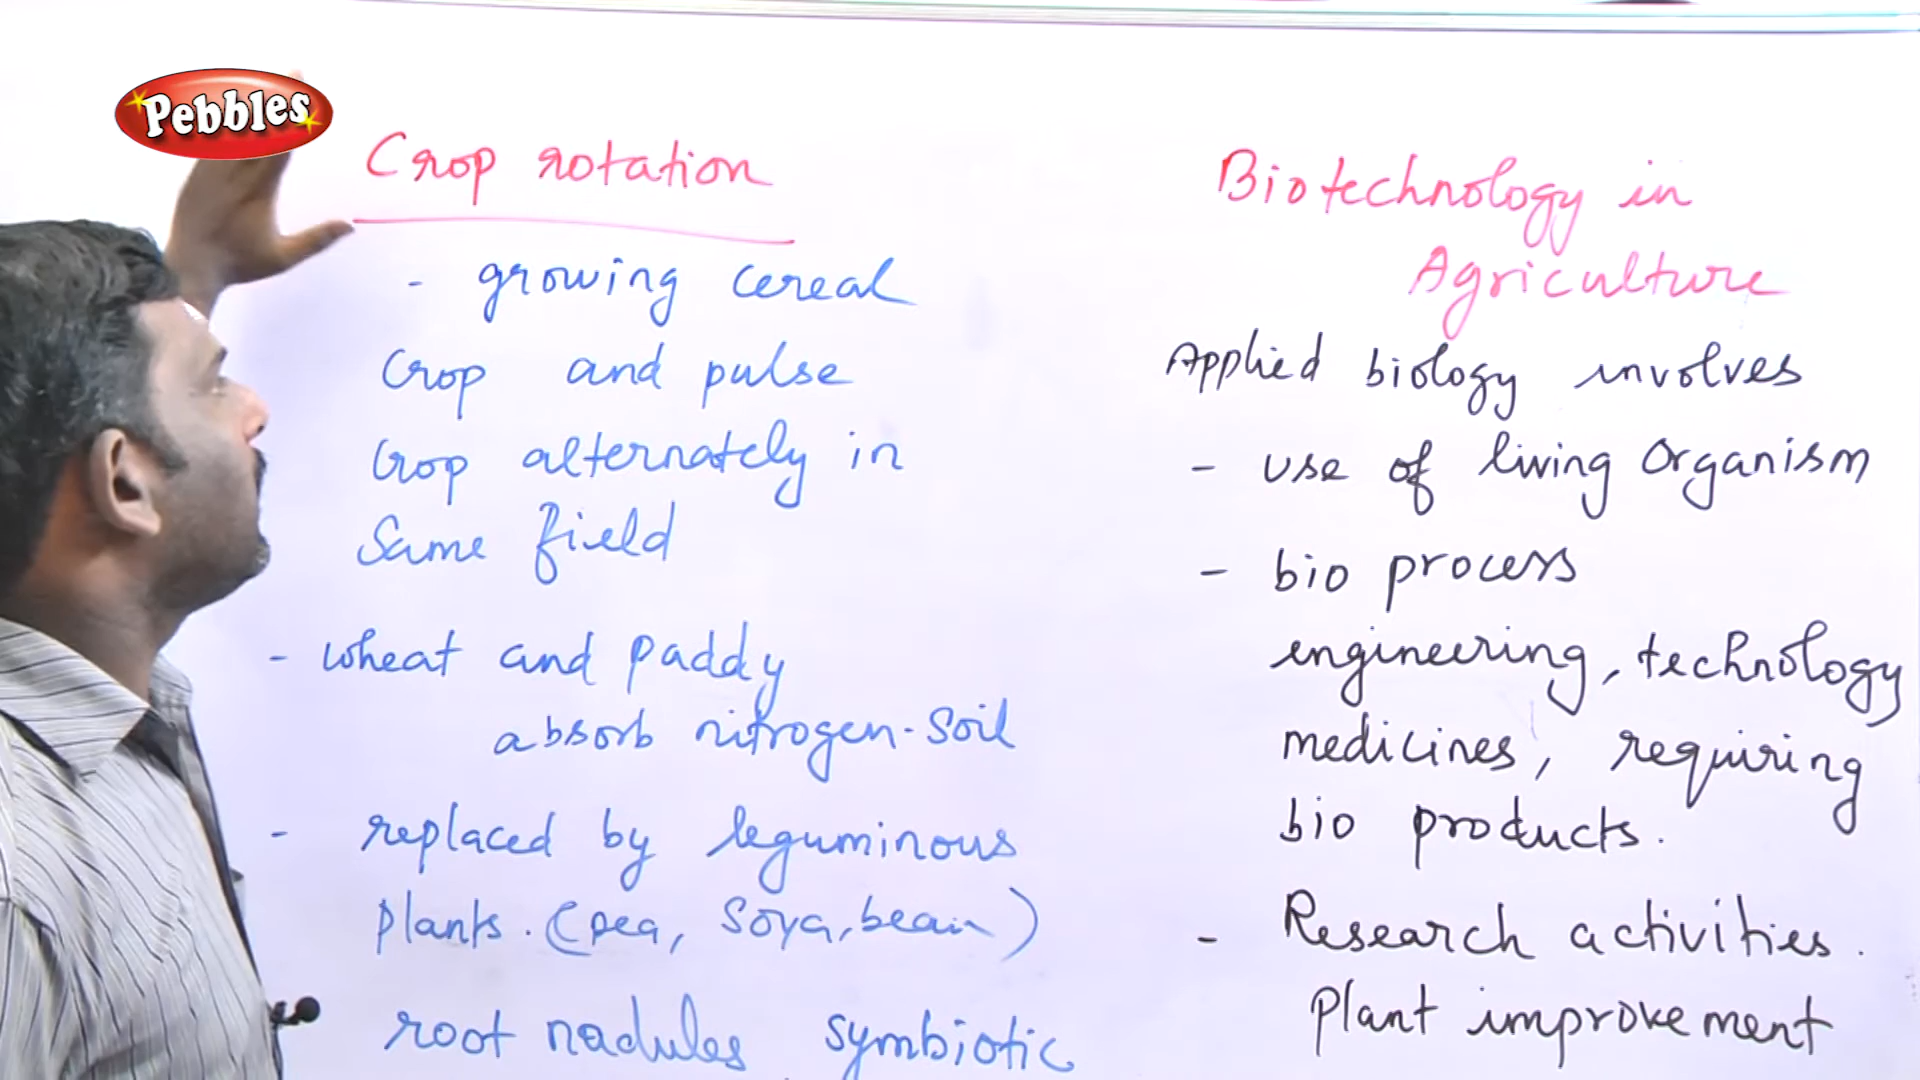 Pebbles
Crop rotation
- growing cereal
Crop and pulse
Crop alternately in
Same field
- wheat and paddy
absorb nitrogen-soil
- replaced by leguminous
plants. (pea, soya, bean)
root nodules symbiotic
Biotechnology in
Agriculture
Applied biology involves
- use of living organism
- bio process
engineering, technology
medicines, requiring
bio products.
- Research activities.
plant improvement